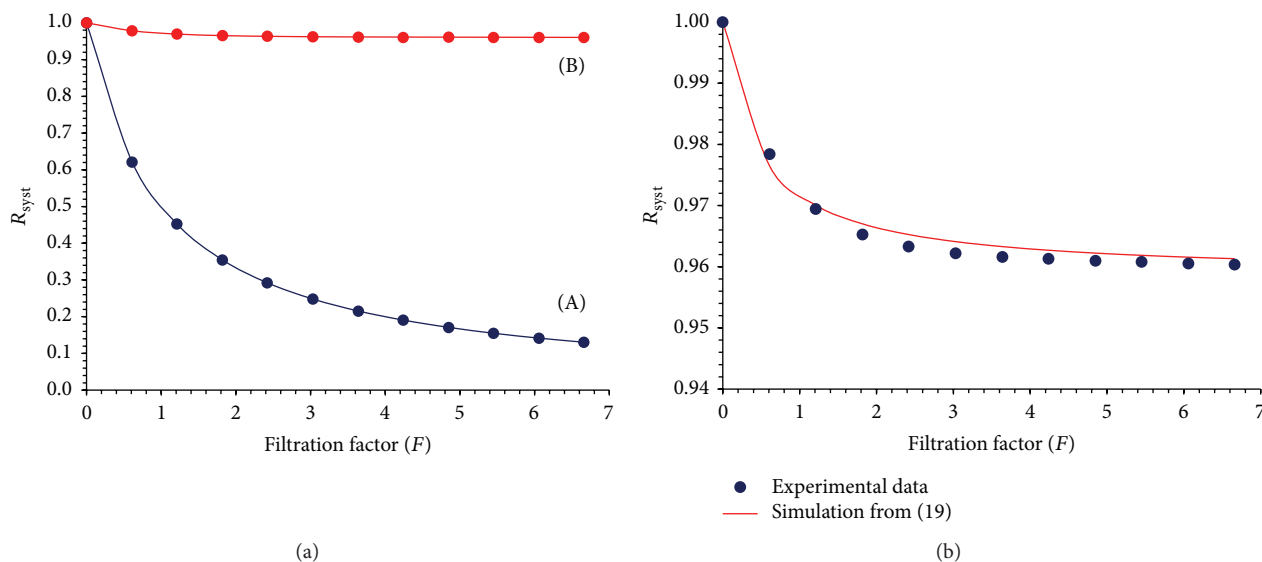 1.0
0.9
0.8
0.7
0.6
0.5
0.4
0.3
0.2
0.1
0.0
R_syst
0 1 2 3 4 5 6 7
Filtration factor (F)
(B)
(A)
(a)
1.00
0.99
0.98
0.97
0.96
0.95
0.94
R_syst
0 1 2 3 4 5 6 7
Filtration factor (F)
Experimental data
Simulation from (19)
(b)